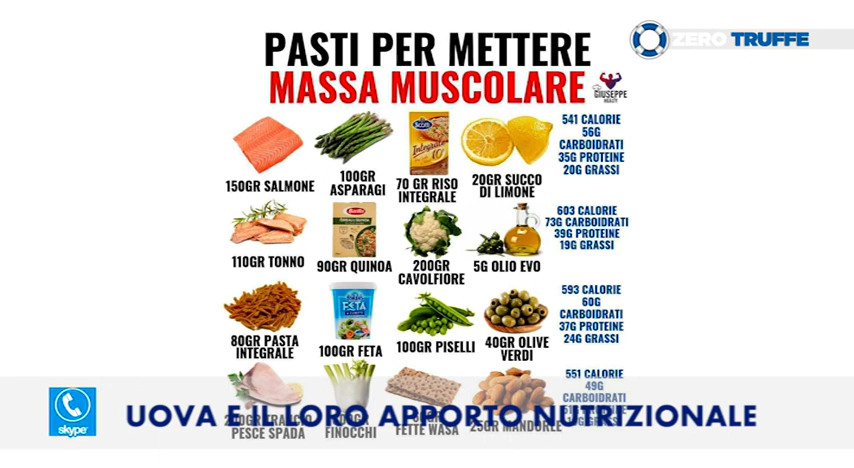 PASTI PER METTERE
MASSA MUSCOLARE
GIUSEPPE
ZERO TRUFFE
150GR SALMONE
100GR
ASPARAGI
Integrale
70 GR RISO
INTEGRALE
20GR SUCCO
DI LIMONE
541 CALORIE
56G
CARBOIDRATI
35G PROTEINE
20G GRASSI
110GR TONNO
Barilla
90GR QUINOA
200GR
CAVOLFIORE
5G OLIO EVO
603 CALORIE
73G CARBOIDRATI
39G PROTEINE
19G GRASSI
80GR PASTA
INTEGRALE
FETA
100GR FETA
100GR PISELLI
40GR OLIVE
VERDI
593 CALORIE
60G
CARBOIDRATI
37G PROTEINE
24G GRASSI
PESCE SPADA
FINOCCHI
FETTE WASA
25GR MANDORLE
551 CALORIE
49G
CARBOIDRATI
skype
UOVA E IL LORO APPORTO NUTRIZIONALE